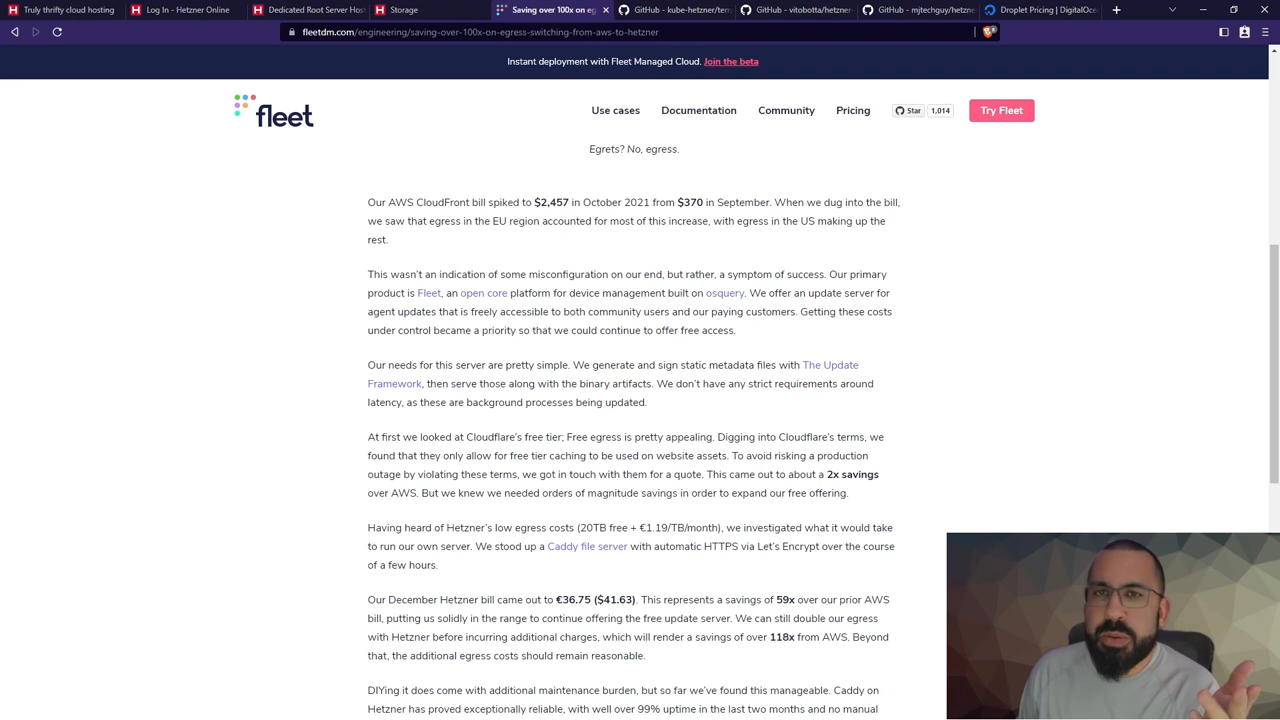 Truly thrifty cloud hosting
Log In - Hetzner Online
Dedicated Root Server Host
Storage
Saving over 100x on eg
GitHub - kube-hetzner/terr
GitHub - vitobotta/hetzner-
GitHub - mjtechguy/hetzne
Droplet Pricing | DigitalOce
fleetdm.com/engineering/saving-over-100x-on-egress-switching-from-aws-to-hetzner
Instant deployment with Fleet Managed Cloud. Join the beta
fleet
Use cases
Documentation
Community
Pricing
Star
1,014
Try Fleet
Egrets? No, egress.
Our AWS CloudFront bill spiked to $2,457 in October 2021 from $370 in September. When we dug into the bill,
we saw that egress in the EU region accounted for most of this increase, with egress in the US making up the
rest.
This wasn't an indication of some misconfiguration on our end, but rather, a symptom of success. Our primary
product is Fleet, an open core platform for device management built on osquery. We offer an update server for
agent updates that is freely accessible to both community users and our paying customers. Getting these costs
under control became a priority so that we could continue to offer free access.
Our needs for this server are pretty simple. We generate and sign static metadata files with The Update
Framework, then serve those along with the binary artifacts. We don't have any strict requirements around
latency, as these are background processes being updated.
At first we looked at Cloudflare's free tier; Free egress is pretty appealing. Digging into Cloudflare's terms, we
found that they only allow for free tier caching to be used on website assets. To avoid risking a production
outage by violating these terms, we got in touch with them for a quote. This came out to about a 2x savings
over AWS. But we knew we needed orders of magnitude savings in order to expand our free offering.
Having heard of Hetzner's low egress costs (20TB free + €1.19/TB/month), we investigated what it would take
to run our own server. We stood up a Caddy file server with automatic HTTPS via Let's Encrypt over the course
of a few hours.
Our December Hetzner bill came out to €36.75 ($41.63). This represents a savings of 59x over our prior AWS
bill, putting us solidly in the range to continue offering the free update server. We can still double our egress
with Hetzner before incurring additional charges, which will render a savings of over 118x from AWS. Beyond
that, the additional egress costs should remain reasonable.
DIYing it does come with additional maintenance burden, but so far we've found this manageable. Caddy on
Hetzner has proved exceptionally reliable, with well over 99% uptime in the last two months and no manual